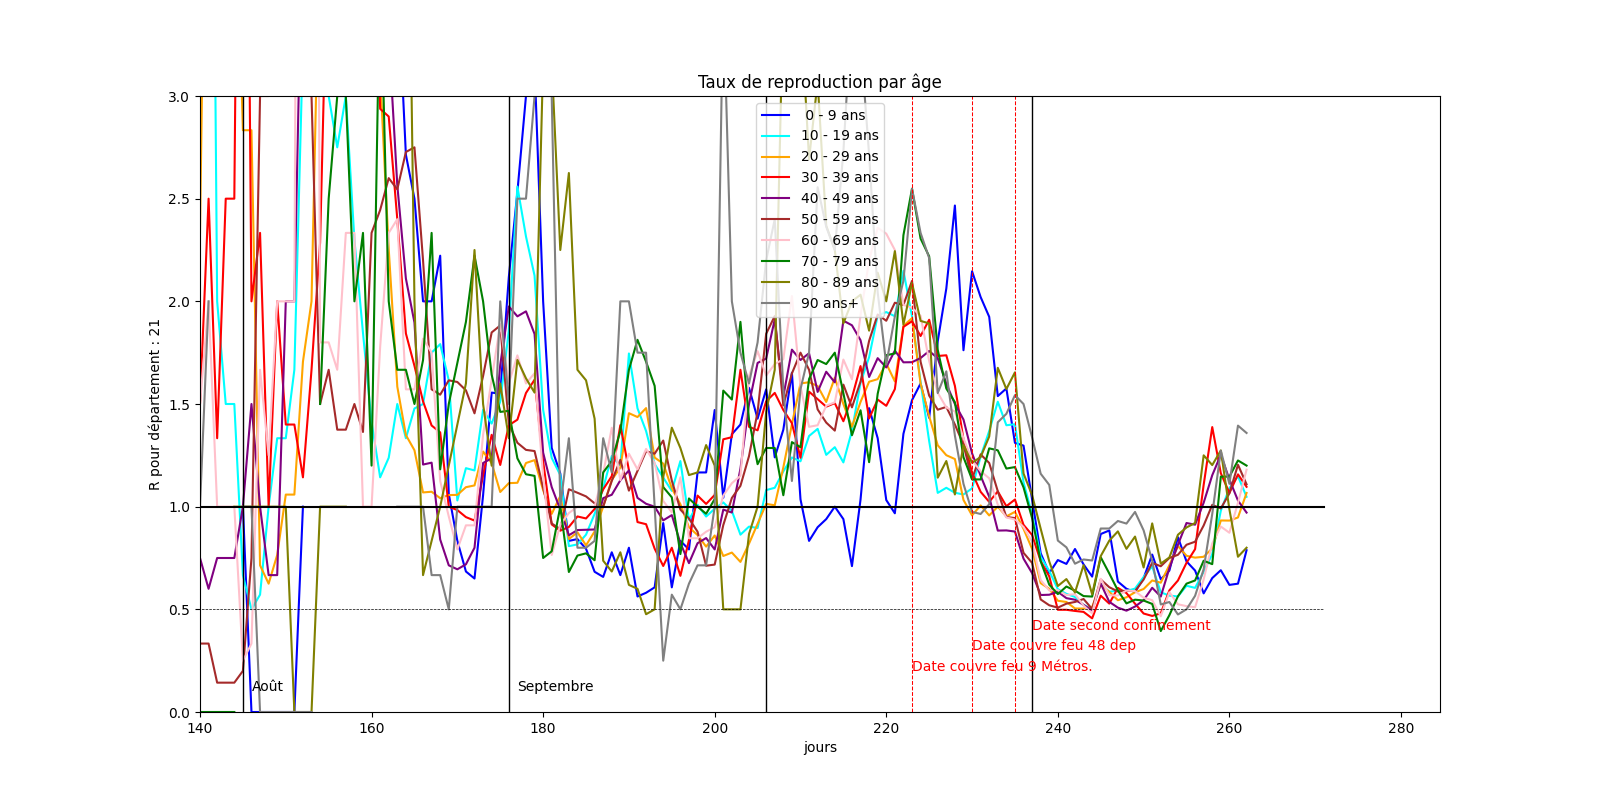 Taux de reproduction par âge
R pour département : 21
3.0
2.5
2.0
1.5
1.0
0.5
0.0
0 - 9 ans
10 - 19 ans
20 - 29 ans
30 - 39 ans
40 - 49 ans
50 - 59 ans
60 - 69 ans
70 - 79 ans
80 - 89 ans
90 ans+
Date second confinement
Date couvre feu 48 dep
Date couvre feu 9 Métros.
Août
Septembre
140
160
180
200
220
240
260
280
jours